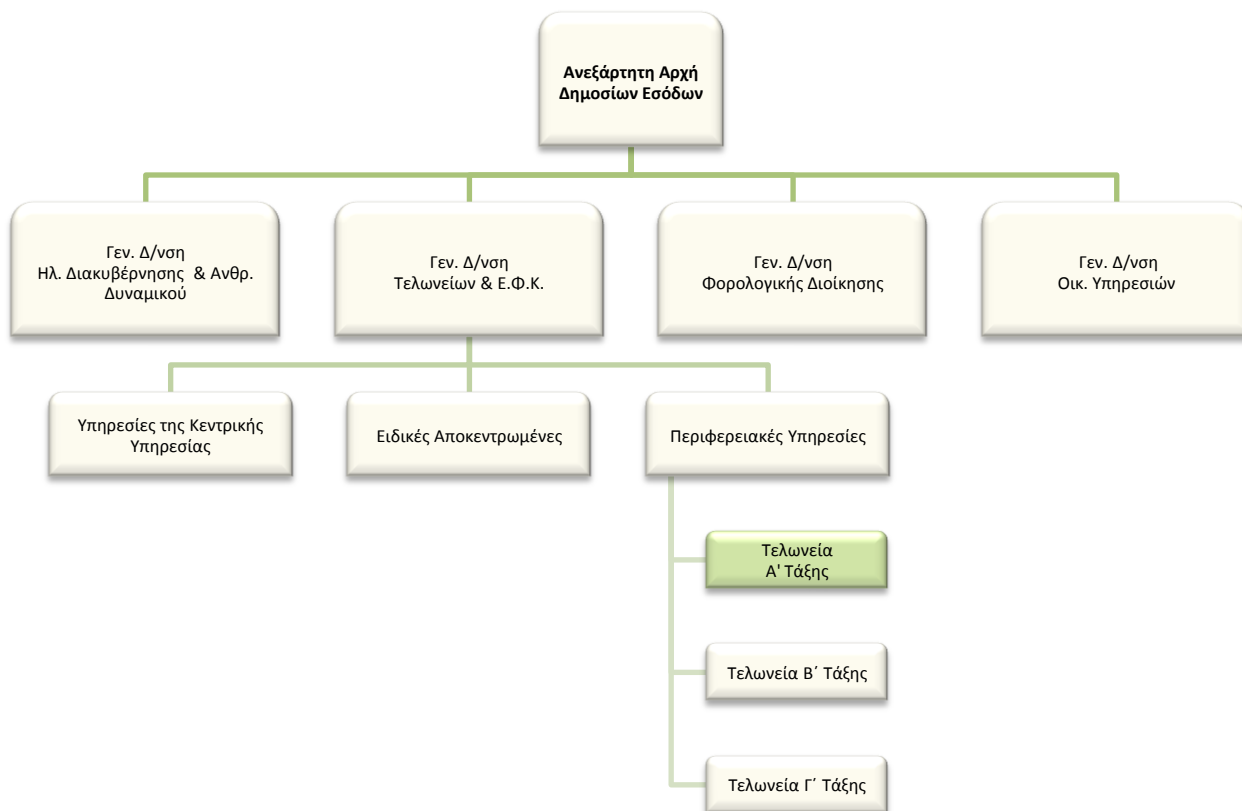 Ανεξάρτητη Αρχή
Δημοσίων Εσόδων
Γεν. Δ/νση
Ηλ. Διακυβέρνησης & Ανθρ.
Δυναμικού
Γεν. Δ/νση
Τελωνείων & Ε.Φ.Κ.
Γεν. Δ/νση
Φορολογικής Διοίκησης
Γεν. Δ/νση
Οικ. Υπηρεσιών
Υπηρεσίες της Κεντρικής
Υπηρεσίας
Ειδικές Αποκεντρωμένες
Περιφερειακές Υπηρεσίες
Τελωνεία
Α' Τάξης
Τελωνεία Β΄ Τάξης
Τελωνεία Γ΄ Τάξης